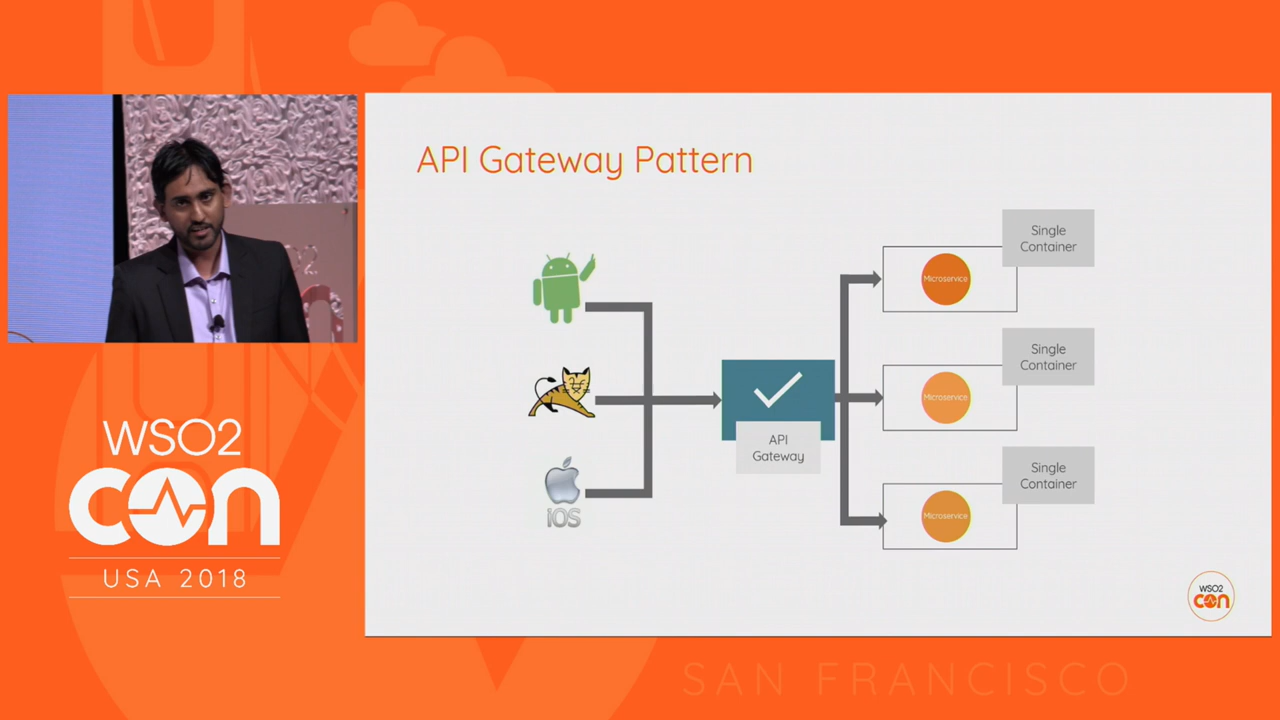 API Gateway Pattern
Single
Container
Microservice
Single
Container
Microservice
API
Gateway
Single
Container
Microservice
iOS
WSO2
con
USA 2018
WSO2
con
SAN FRANCISCO